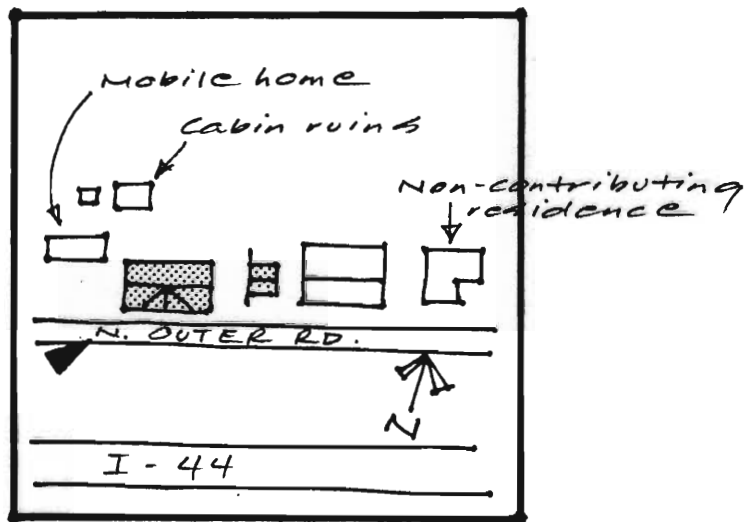 Mobile home
Cabin ruins
Non-contributing
residence
N. OUTER RD.
N
I-44